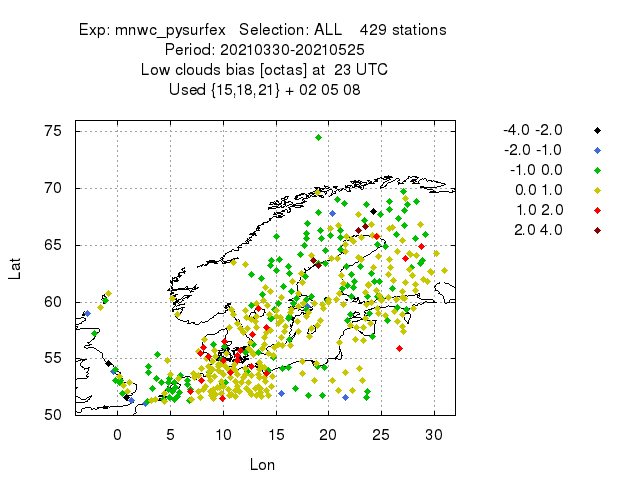 Exp: mnwc_pysurfex   Selection: ALL    429 stations
Period: 20210330-20210525
Low clouds bias [octas] at  23 UTC
Used {15,18,21} + 02 05 08
-4.0 -2.0
-2.0 -1.0
-1.0 0.0
0.0 1.0
1.0 2.0
2.0 4.0
75
70
65
60
55
50
Lat
0 5 10 15 20 25 30
Lon